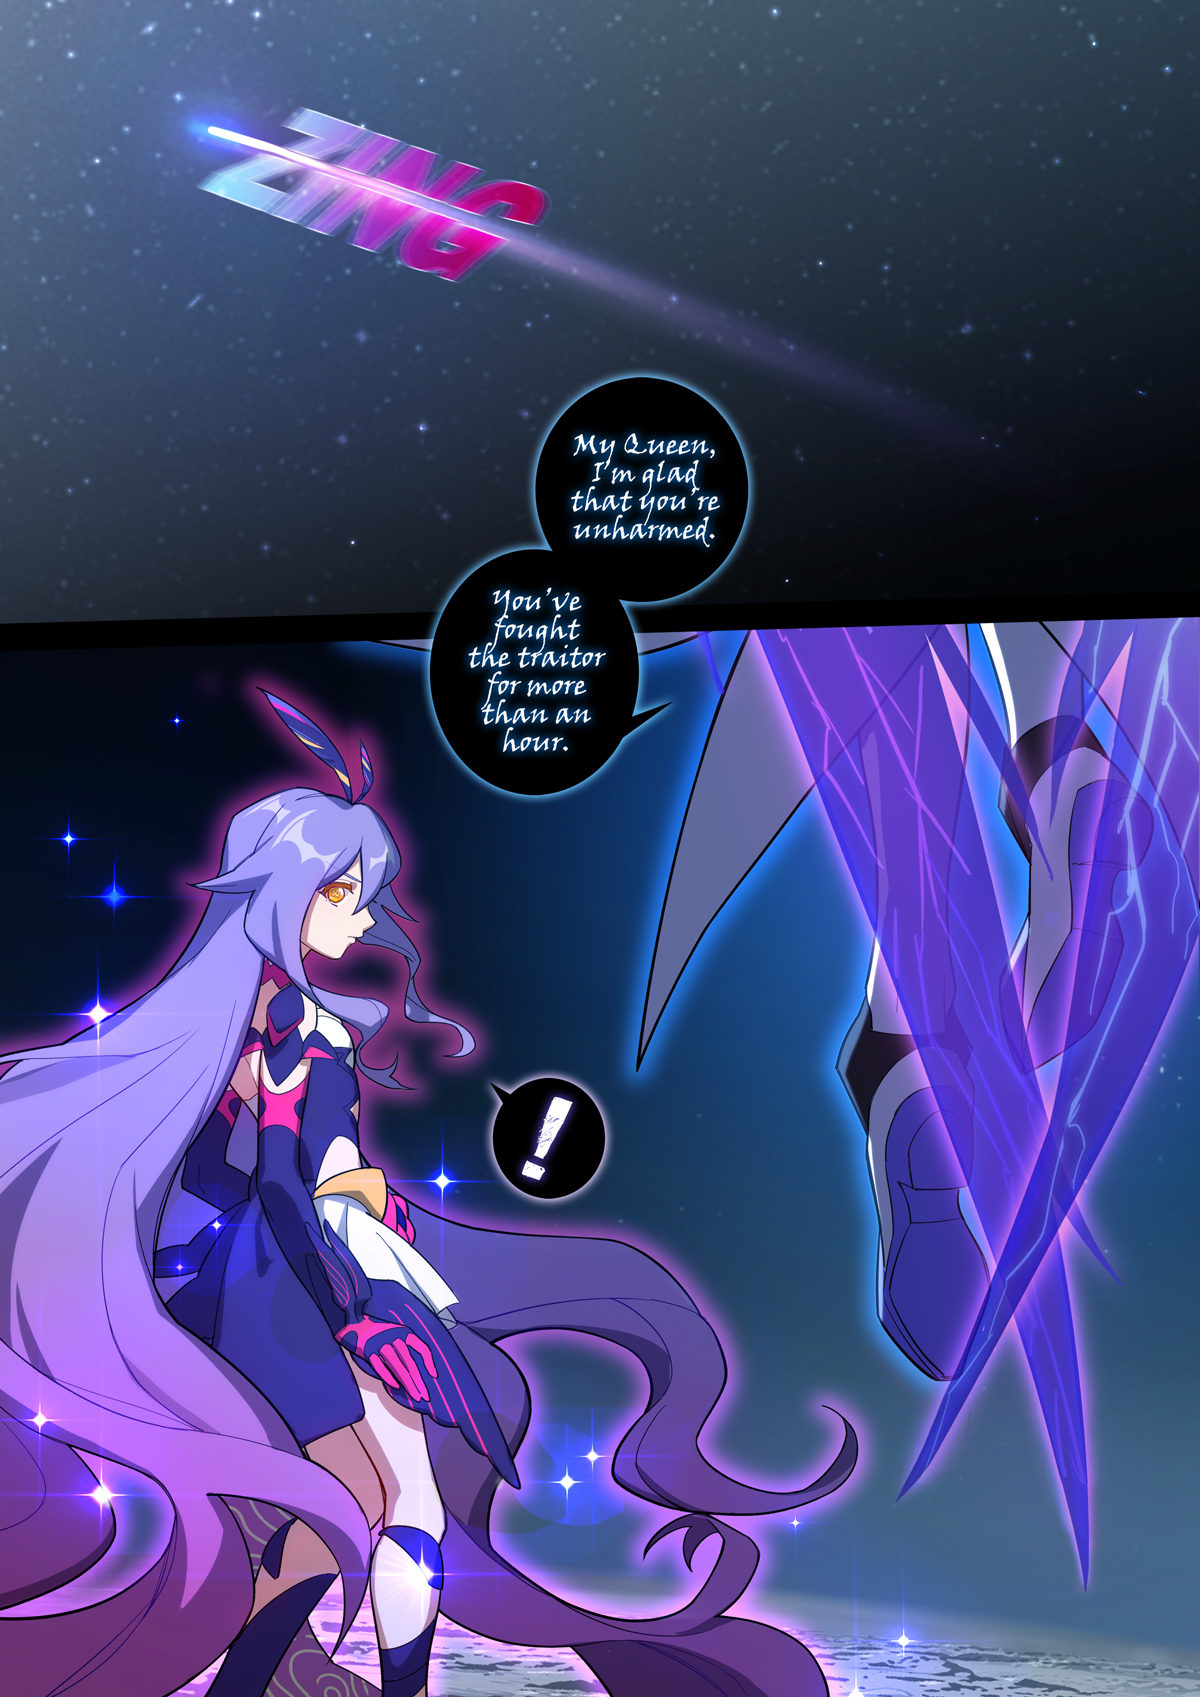 ZING
My Queen,
I'm glad
that you're
unharmed.
You've
fought
the traitor
for more
than an
hour.
!